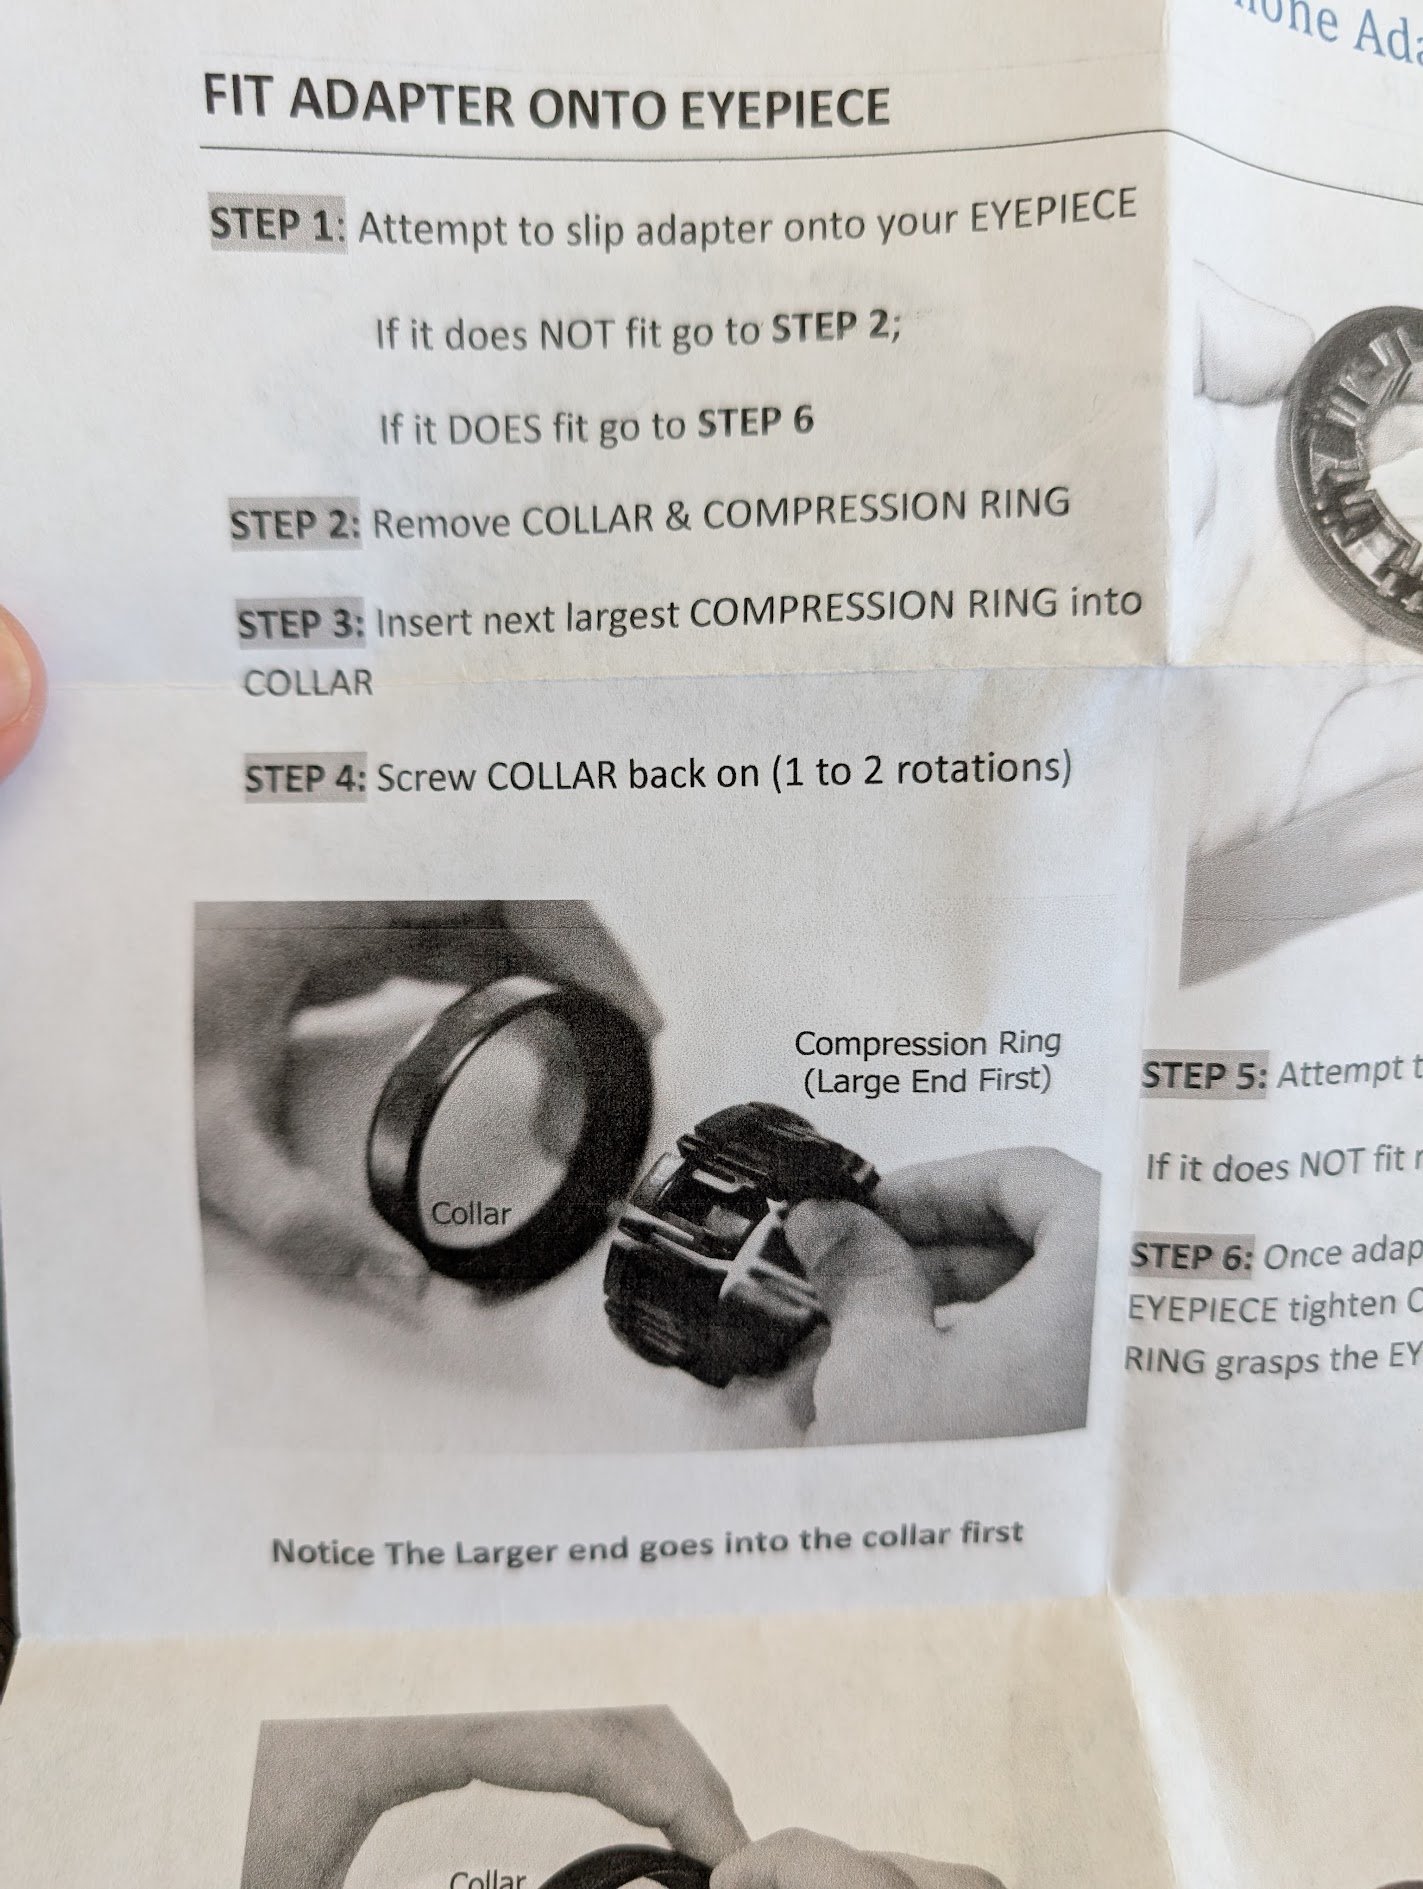 FIT ADAPTER ONTO EYEPIECE
STEP 1: Attempt to slip adapter onto your EYEPIECE
If it does NOT fit go to STEP 2;
If it DOES fit go to STEP 6
STEP 2: Remove COLLAR & COMPRESSION RING
STEP 3: Insert next largest COMPRESSION RING into
COLLAR
STEP 4: Screw COLLAR back on (1 to 2 rotations)
Compression Ring
(Large End First)
Collar
Notice The Larger end goes into the collar first
Collar
STEP 5: Attempt
If it does NOT fit
STEP 6: Once
EYEPIECE tighten
RING grasps the